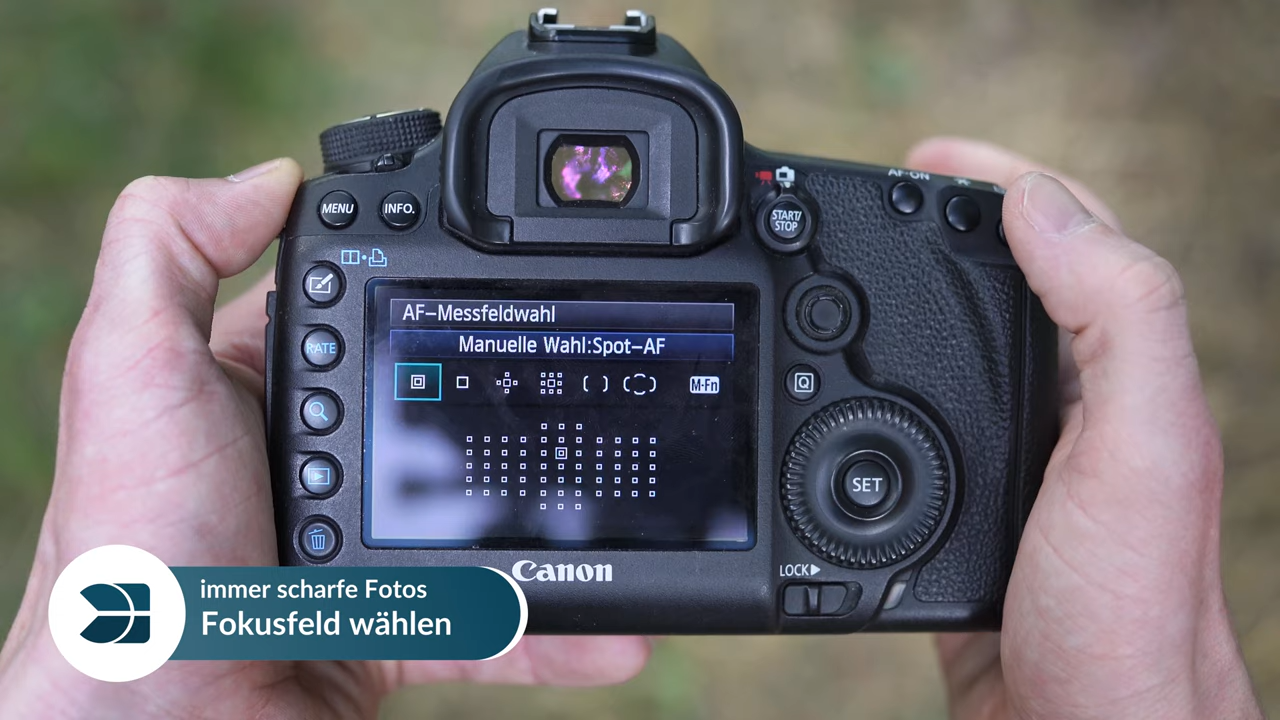 MENU
INFO.
START/
STOP
AF-ON
RATE
AF-Messfeldwahl
Manuelle Wahl:Spot-AF
M-Fn
Q
SET
LOCK
Canon
immer scharfe Fotos
Fokusfeld wählen